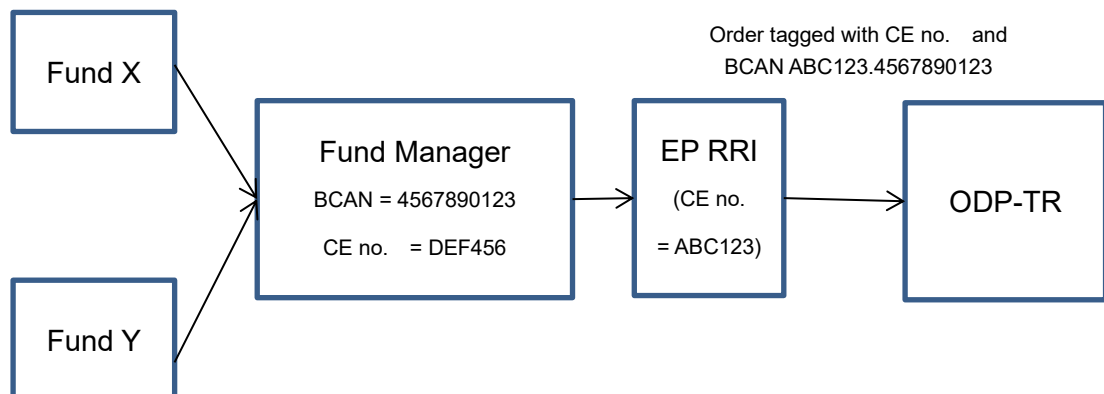 Order tagged with CE no. and
BCAN ABC123.4567890123
Fund X
Fund Manager
BCAN = 4567890123
CE no. = DEF456
EP RRI
(CE no.
= ABC123)
ODP-TR
Fund Y